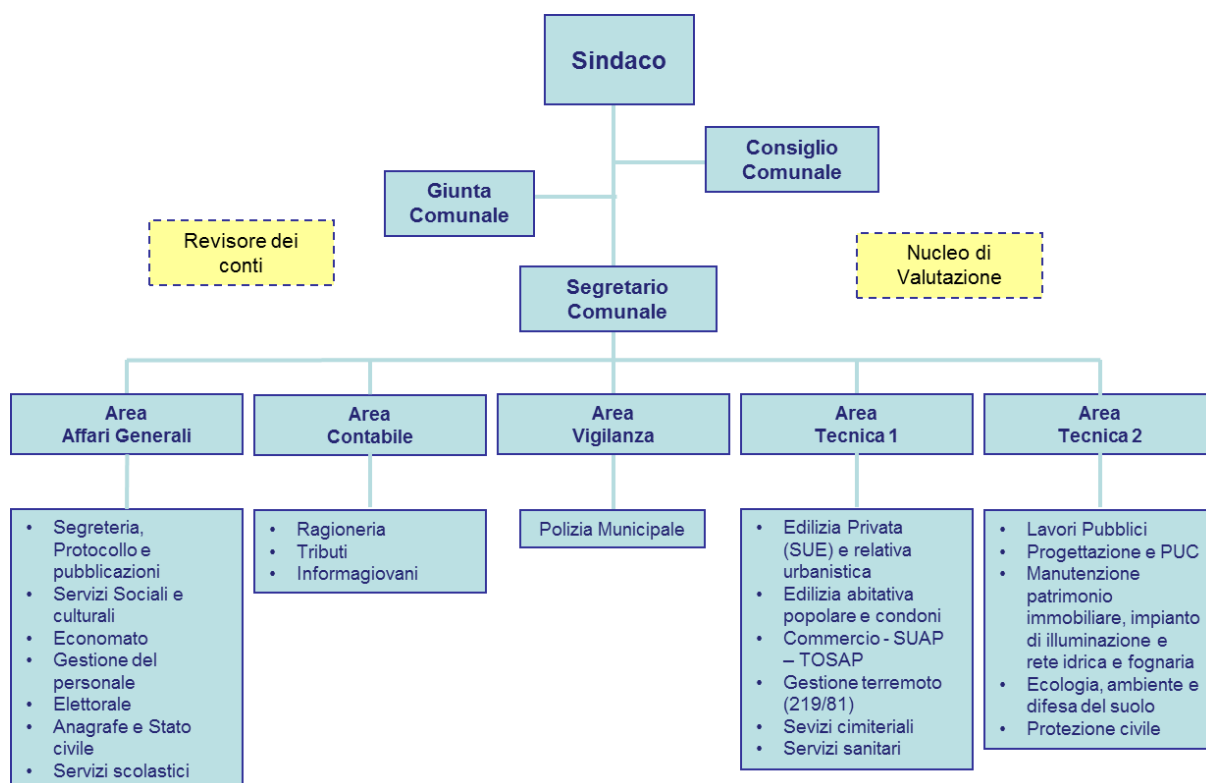 Sindaco
Consiglio
Comunale
Giunta
Comunale
Revisore dei
conti
Nucleo di
Valutazione
Segretario
Comunale
Area
Affari Generali
Area
Contabile
Area
Vigilanza
Area
Tecnica 1
Area
Tecnica 2
• Segreteria,
Protocollo e
pubblicazioni
• Servizi Sociali e
culturali
• Economato
• Gestione del
personale
• Elettorale
• Anagrafe e Stato
civile
• Servizi scolastici
• Ragioneria
• Tributi
• Informagiovani
Polizia Municipale
• Edilizia Privata
(SUE) e relativa
urbanistica
• Edilizia abitativa
popolare e condoni
• Commercio - SUAP
– TOSAP
• Gestione terremoto
(219/81)
• Sevizi cimiteriali
• Servizi sanitari
• Lavori Pubblici
• Progettazione e PUC
• Manutenzione
patrimonio
immobiliare, impianto
di illuminazione e
rete idrica e fognaria
• Ecologia, ambiente e
difesa del suolo
• Protezione civile